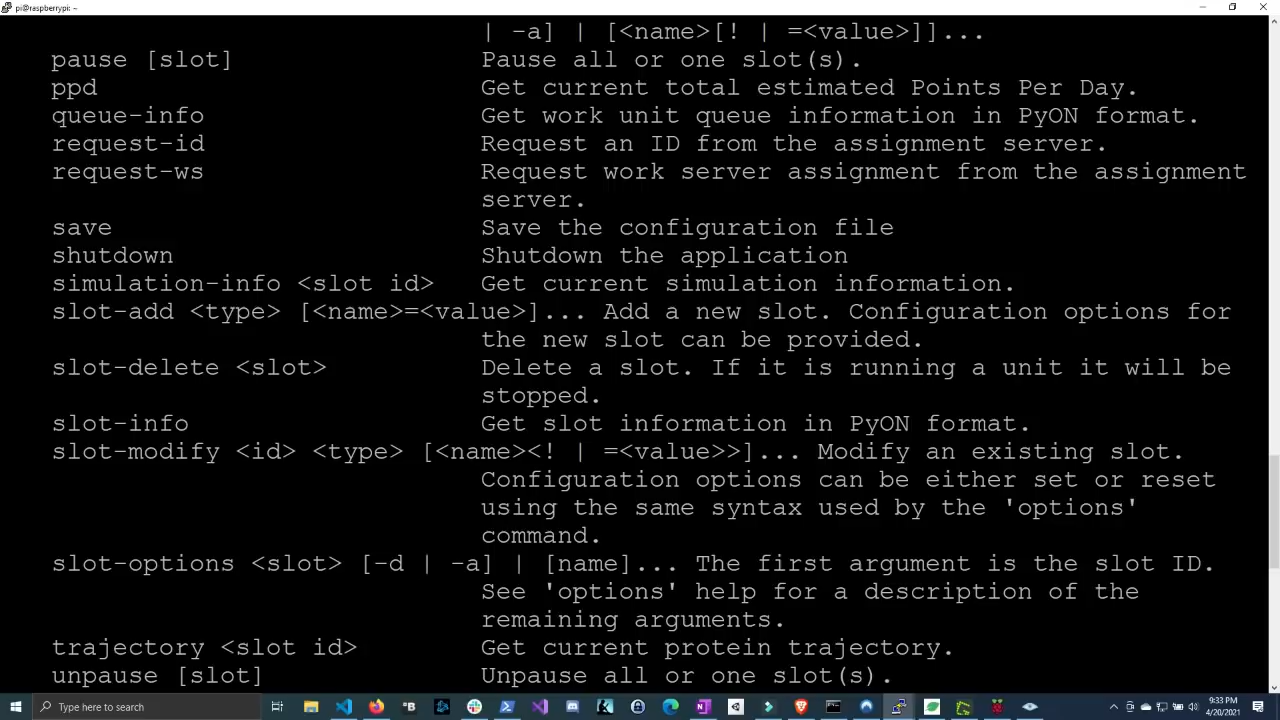 pi@raspberrypi: ~
| -a] | [<name>[! | =<value>]]...
pause [slot] Pause all or one slot(s).
ppd Get current total estimated Points Per Day.
queue-info Get work unit queue information in PyON format.
request-id Request an ID from the assignment server.
request-ws Request work server assignment from the assignment
server.
save Save the configuration file
shutdown Shutdown the application
simulation-info <slot id> Get current simulation information.
slot-add <type> [<name>=<value>]... Add a new slot. Configuration options for
the new slot can be provided.
slot-delete <slot> Delete a slot. If it is running a unit it will be
stopped.
slot-info Get slot information in PyON format.
slot-modify <id> <type> [<name><! | =<value>>]... Modify an existing slot.
Configuration options can be either set or reset
using the same syntax used by the 'options'
command.
slot-options <slot> [-d | -a] | [name]... The first argument is the slot ID.
See 'options' help for a description of the
remaining arguments.
trajectory <slot id> Get current protein trajectory.
unpause [slot] Unpause all or one slot(s).
Type here to search
9:33 PM
4/20/2021